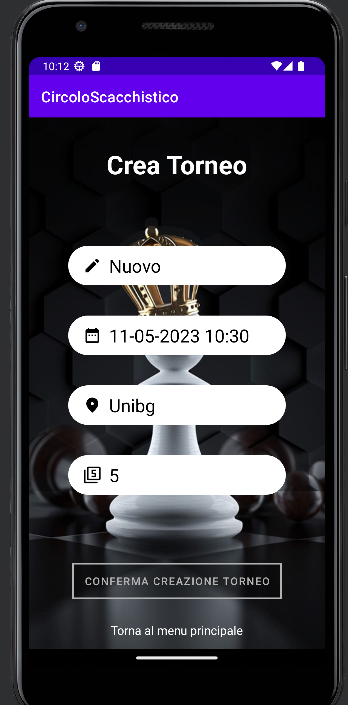 10:12
CircoloScacchistico
Crea Torneo
Nuovo
11-05-2023 10:30
Unibg
5
5
CONFERMA CREAZIONE TORNEO
Torna al menu principale